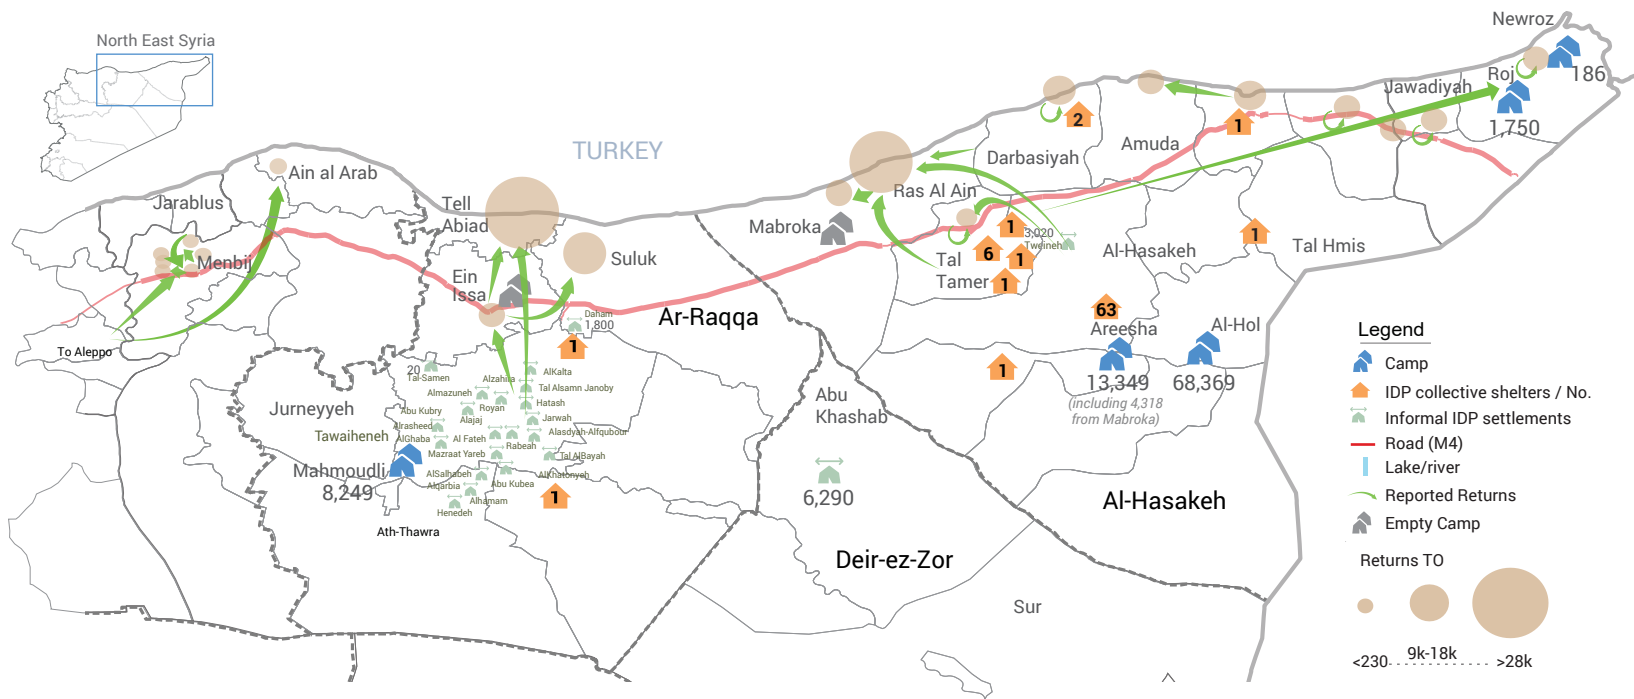 North East Syria
Newroz
186
Roj
1,750
Jawadiyah
TURKEY
Amuda
2
1
Darbasiyah
Ain al Arab
Jarablus
Tell
Abiad
Ras Al Ain
Mabroka
1
3,020
Tweineh
6
1
1
Tal
Tamer
Al-Hasakeh
1
Tal Hmis
Menbij
Suluk
Ein
Issa
Ar-Raqqa
63
Areesha
Al-Hol
13,349
(including 4,318
from Mabroka)
68,369
1
To Aleppo
Daham
1,800
1
20
Tal-Samen
AlKalta
Alzahira
Tal Alsamn Janoby
Almazuneh
Royan
Hatash
Abu Kubry
Alajaj
Jarwah
Alrasheed
AlGhaba
Al Fateh
Rabeah
Alasdyah-Alfqubour
Mazraat Yareb
Tal AlBayah
AlSalhabeh
Abu Kubea
AlKhatonyeh
Alqarbia
Alhamam
Henedeh
1
Jurneyyeh
Tawaiheneh
Mahmoudli
8,249
Ath-Thawra
Abu
Khashab
6,290
Deir-ez-Zor
Al-Hasakeh
Sur
Legend
Camp
IDP collective shelters / No.
Informal IDP settlements
Road (M4)
Lake/river
Reported Returns
Empty Camp
Returns TO
<230
9k-18k
>28k